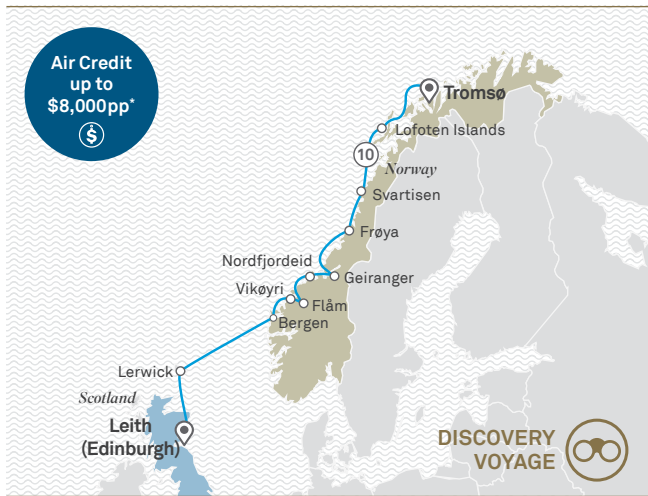 Air Credit
up to
$8,000pp*
$
Tromsø
Lofoten Islands
10
Norway
Svartisen
Frøya
Nordfjordeid
Geiranger
Vikøyri
Flåm
Bergen
Lerwick
Scotland
Leith
(Edinburgh)
DISCOVERY
VOYAGE